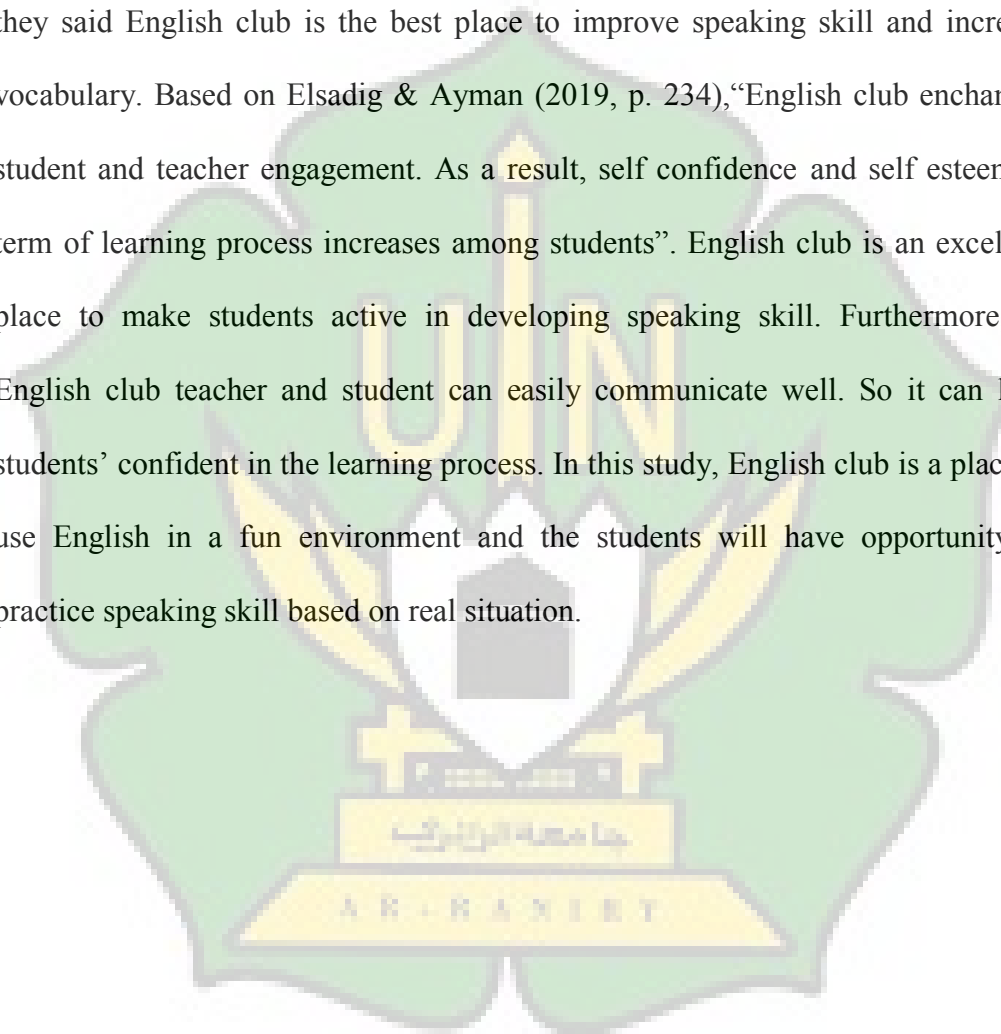 they said English club is the best place to improve speaking skill and incre
vocabulary. Based on Elsadig & Ayman (2019, p. 234),“English club enchan
student and teacher engagement. As a result, self confidence and self esteem
term of learning process increases among students”. English club is an excel
place to make students active in developing speaking skill. Furthermore
English club teacher and student can easily communicate well. So it can
students’ confident in the learning process. In this study, English club is a plac
use English in a fun environment and the students will have opportunity
practice speaking skill based on real situation.
UIN
جامعة الرانري
AR-RANIRY